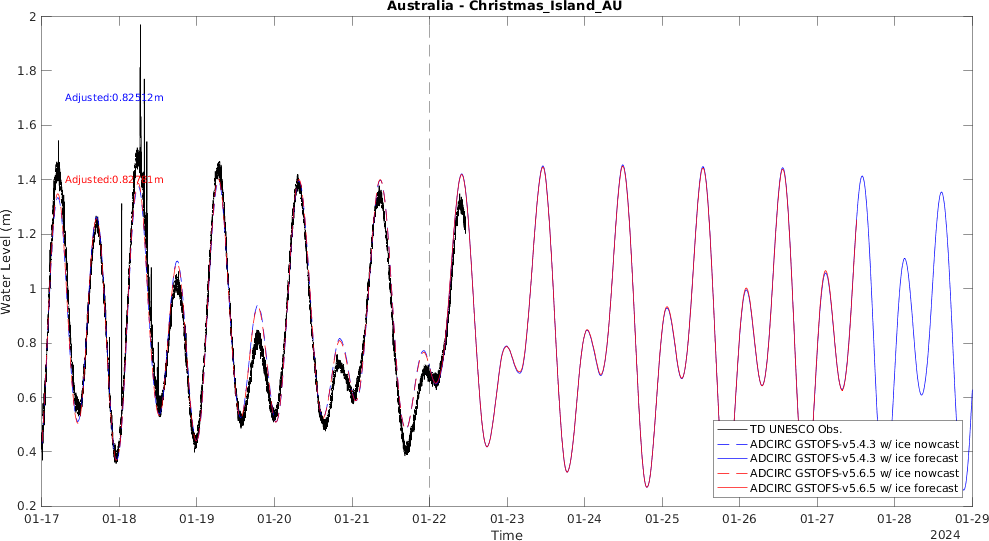 Australia - Christmas_Island_AU
2
1.8
1.6
1.4
1.2
1
0.8
0.6
0.4
0.2
Water Level (m)
Adjusted:0.82512m
TD UNESCO Obs.
ADCIRC GSTOFS-v5.4.3 w/ ice nowcast
ADCIRC GSTOFS-v5.4.3 w/ ice forecast
ADCIRC GSTOFS-v5.6.5 w/ ice nowcast
ADCIRC GSTOFS-v5.6.5 w/ ice forecast
01-17 01-18 01-19 01-20 01-21 01-22 01-23 01-24 01-25 01-26 01-27 01-28 01-29
Time
2024